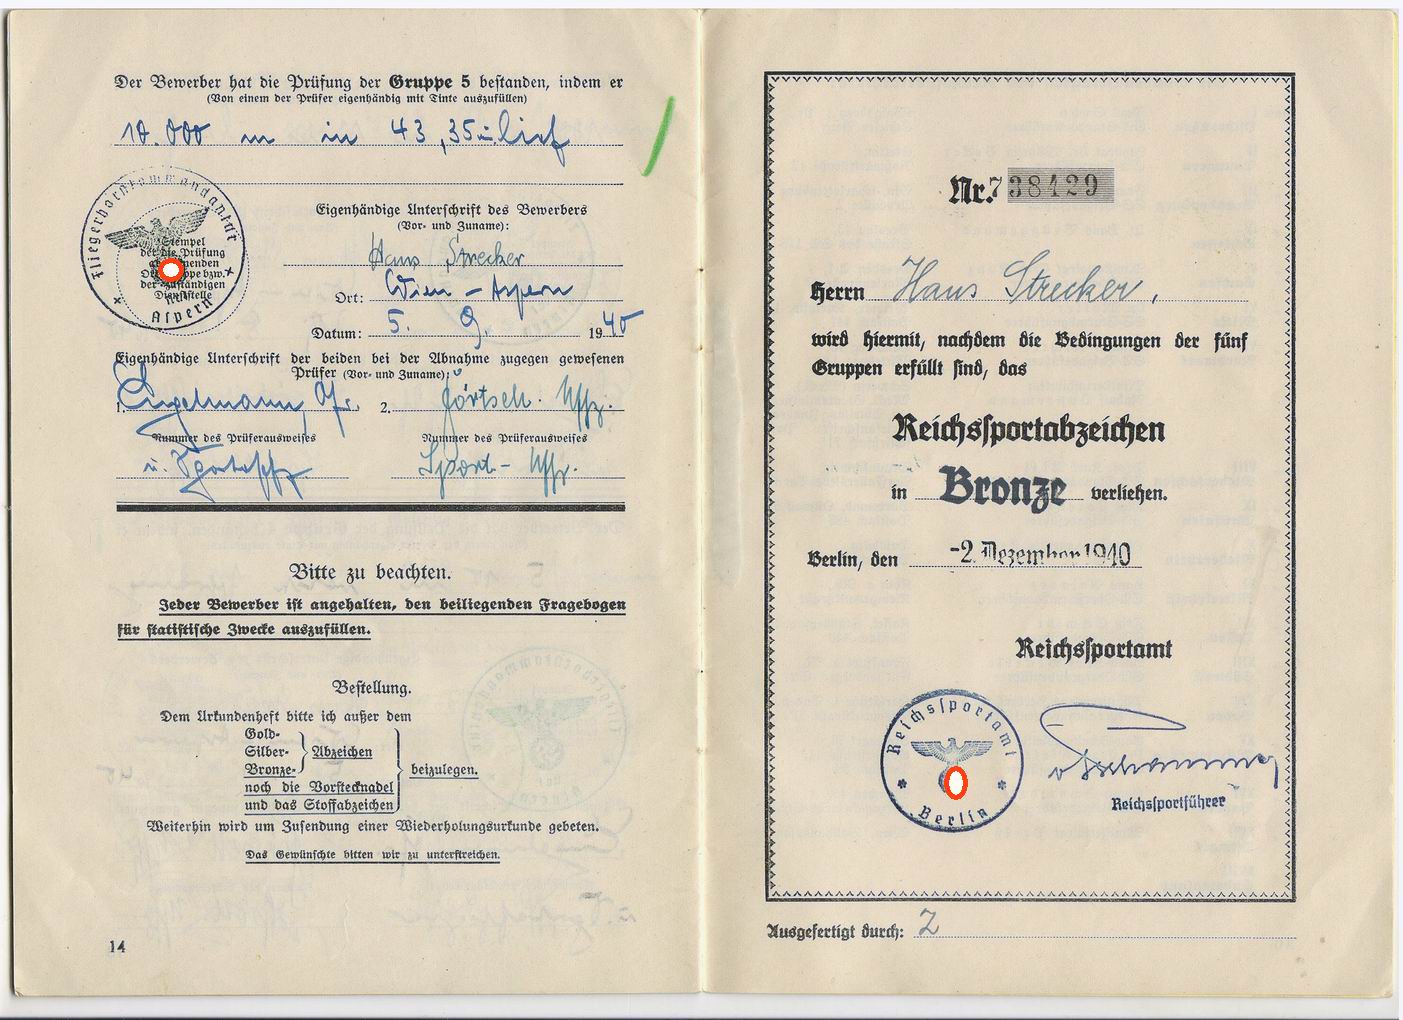 Der Bewerber hat die Prüfung der Gruppe 5 bestanden, indem er
(Von einem der Prüfer eigenhändig mit Tinte auszufüllen)
10.000 m in 43,35 lief
Fliegerhorstkommandantur
Aspern
Stempel
der die Prüfung
abnehmenden
Dienstgruppe bzw.
der zuständigen
Dienststelle
Eigenhändige Unterschrift des Bewerbers
(Vor- und Zuname):
Hans Strecker
Ort: Wien - Aspern
Datum: 5. 9. 1940
Eigenhändige Unterschrift der beiden bei der Abnahme zugegen gewesenen
Prüfer (Vor- und Zuname):
1. Engelmann, 2. Görtsch. Uffz.
Nummer des Prüferausweises Nummer des Prüferausweises
u. Sport-Uffz.
Bitte zu beachten.
Jeder Bewerber ist angehalten, den beiliegenden Fragebogen
für statistische Zwecke auszufüllen.
Bestellung.
Dem Urkundenheft bitte ich außer dem
Gold-
Silber- Abzeichen
Bronze- beizulegen.
noch die Vorstecknadel
und das Stoffabzeichen
Weiterhin wird um Zusendung einer Wiederholungsurkunde gebeten.
Das Gewünschte bitten wir zu unterstreichen.
14
Nr. 738429
Herrn Hans Strecker,
wird hiermit, nachdem die Bedingungen der fünf
Gruppen erfüllt sind, das
Reichssportabzeichen
in Bronze verliehen.
Berlin, den -2. Dezember 1940
Reichssportamt
Reichssportamt
Berlin
Reichssportführer
Ausgefertigt durch: Z